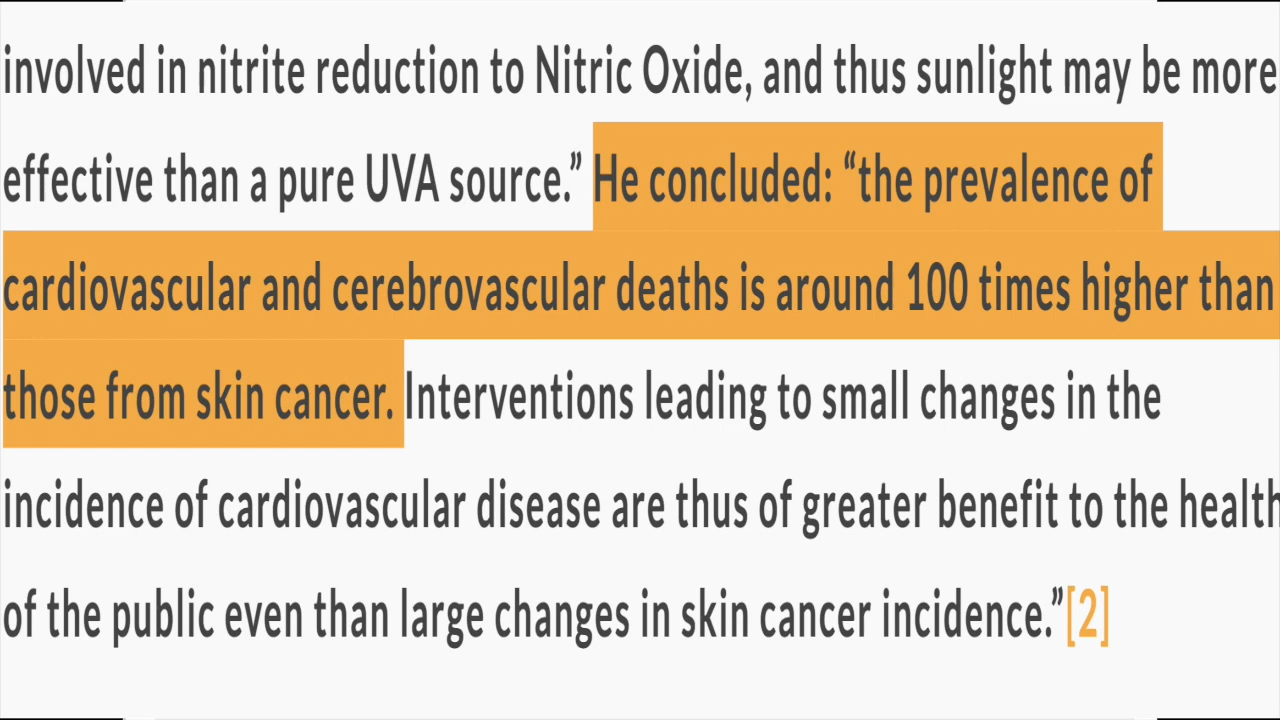 involved in nitrite reduction to Nitric Oxide, and thus sunlight may be more
effective than a pure UVA source.” He concluded: “the prevalence of
cardiovascular and cerebrovascular deaths is around 100 times higher than
those from skin cancer. Interventions leading to small changes in the
incidence of cardiovascular disease are thus of greater benefit to the health
of the public even than large changes in skin cancer incidence.”[2]